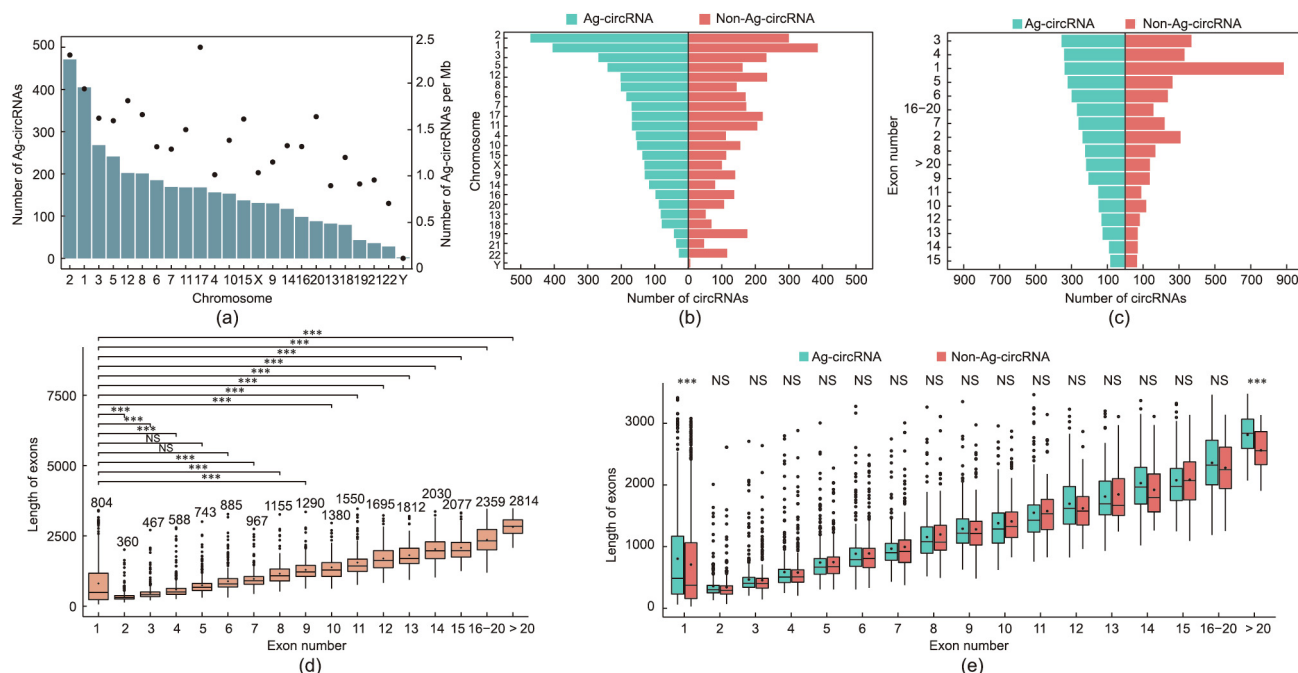 500
400
300
200
100
0
Number of Ag-circRNAs
2.5
2.0
1.5
1.0
0.5
0
Number of Ag-circRNAs per Mb
2 1 3 5 12 8 6 7 11 17 4 10 15 X 9 14 16 20 13 18 19 21 22 Y
Chromosome
(a)
Ag-circRNA Non-Ag-circRNA
Chromosome
2
1
3
5
12
8
6
7
17
11
4
10
15
X
9
14
16
20
13
18
19
21
22
Y
500 400 300 200 100 0 100 200 300 400 500
Number of circRNAs
(b)
Ag-circRNA Non-Ag-circRNA
Exon number
3
4
1
5
6
16−20
7
2
8
> 20
9
11
10
12
13
14
15
900 700 500 300 100 100 300 500 700 900
Number of circRNAs
(c)
***
***
***
***
***
***
***
***
***
***
***
NS
NS
***
***
***
7500
5000
2500
0
Length of exons
804 360 467 588 743 885 967 1155 1290 1380 1550 1695 1812 2030 2077 2359 2814
1 2 3 4 5 6 7 8 9 10 11 12 13 14 15 16−20 > 20
Exon number
(d)
Ag-circRNA Non-Ag-circRNA
*** NS NS NS NS NS NS NS NS NS NS NS NS NS NS NS ***
3000
2000
1000
0
Length of exons
1 2 3 4 5 6 7 8 9 10 11 12 13 14 15 16−20 > 20
Exon number
(e)